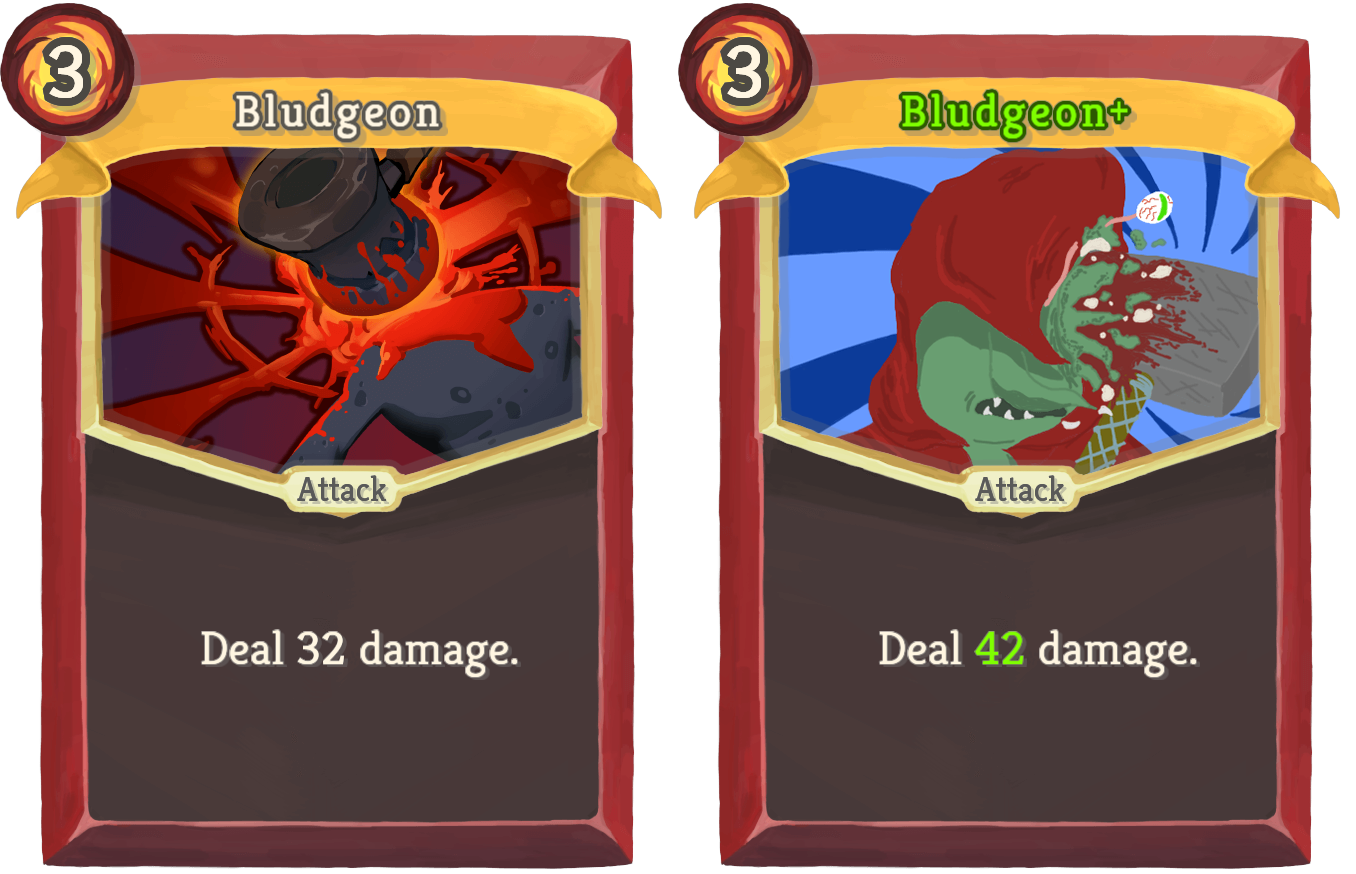 3
Bludgeon
Attack
Deal 32 damage.
3
Bludgeon+
Attack
Deal 42 damage.